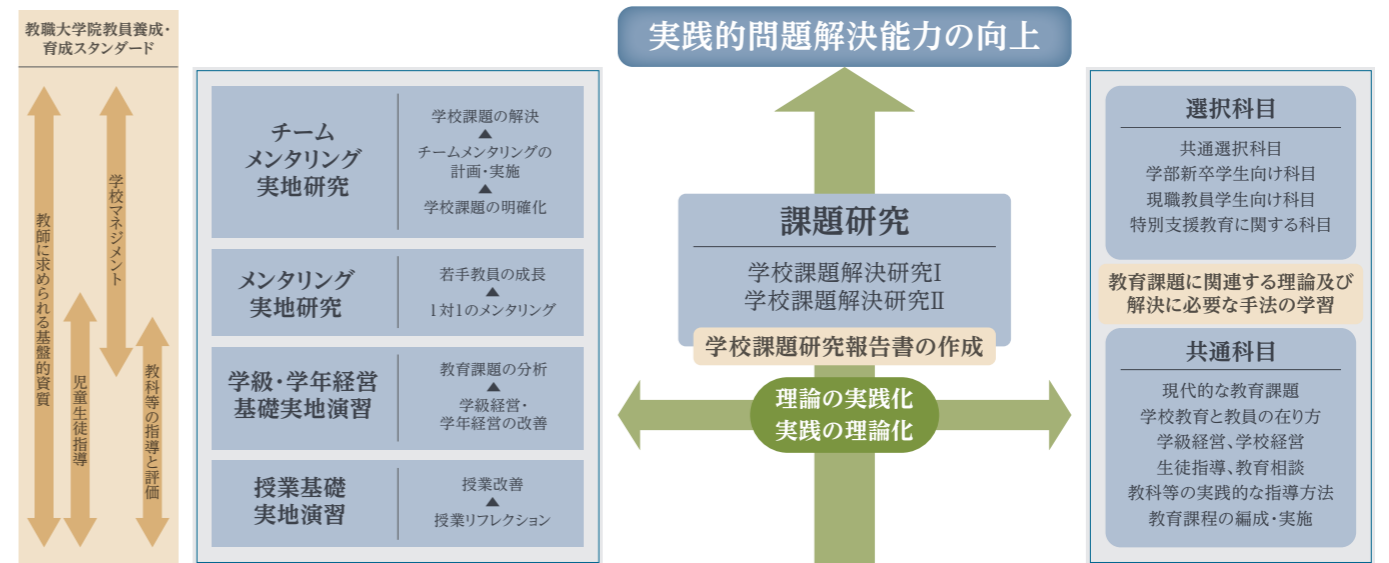 教職大学院教員養成・
育成スタンダード
教師に求められる基盤的資質
児童生徒指導
学校マネジメント
教科等の指導と評価
チーム
メンタリング
実地研究
学校課題の解決
▲
チームメンタリングの
計画・実施
▲
学校課題の明確化
メンタリング
実地研究
若手教員の成長
▲
1対1のメンタリング
学級・学年経営
基礎実地演習
教育課題の分析
▲
学級経営・
学年経営の改善
授業基礎
実地演習
授業改善
▲
授業リフレクション
実践的問題解決能力の向上
課題研究
学校課題解決研究Ⅰ
学校課題解決研究Ⅱ
学校課題研究報告書の作成
理論の実践化
実践の理論化
選択科目
共通選択科目
学部新卒学生向け科目
現職教員学生向け科目
特別支援教育に関する科目
教育課題に関連する理論及び
解決に必要な手法の学習
共通科目
現代的な教育課題
学校教育と教員の在り方
学級経営、学校経営
生徒指導、教育相談
教科等の実践的な指導方法
教育課程の編成・実施